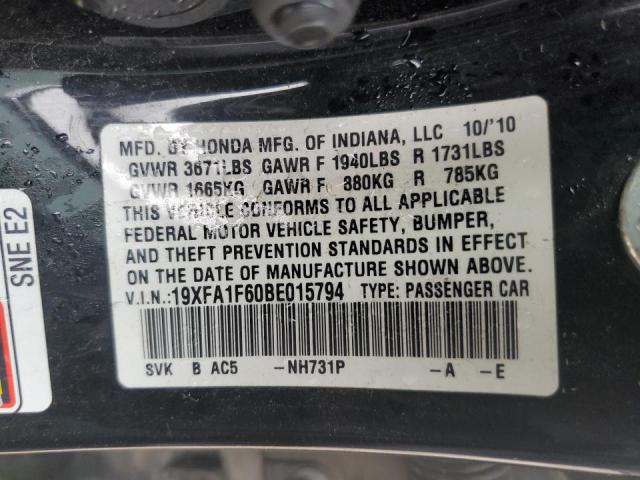 MFD. BY HONDA MFG. OF INDIANA, LLC 10/'10
GVWR 3671LBS GAWR F 1940LBS R 1731LBS
GVWR 1665KG GAWR F 880KG R 785KG
THIS VEHICLE CONFORMS TO ALL APPLICABLE
FEDERAL MOTOR VEHICLE SAFETY, BUMPER,
AND THEFT PREVENTION STANDARDS IN EFFECT
ON THE DATE OF MANUFACTURE SHOWN ABOVE.
V.I.N.:19XFA1F60BE015794 TYPE: PASSENGER CAR
SVK B AC5 -NH731P -A -E
SNE E2